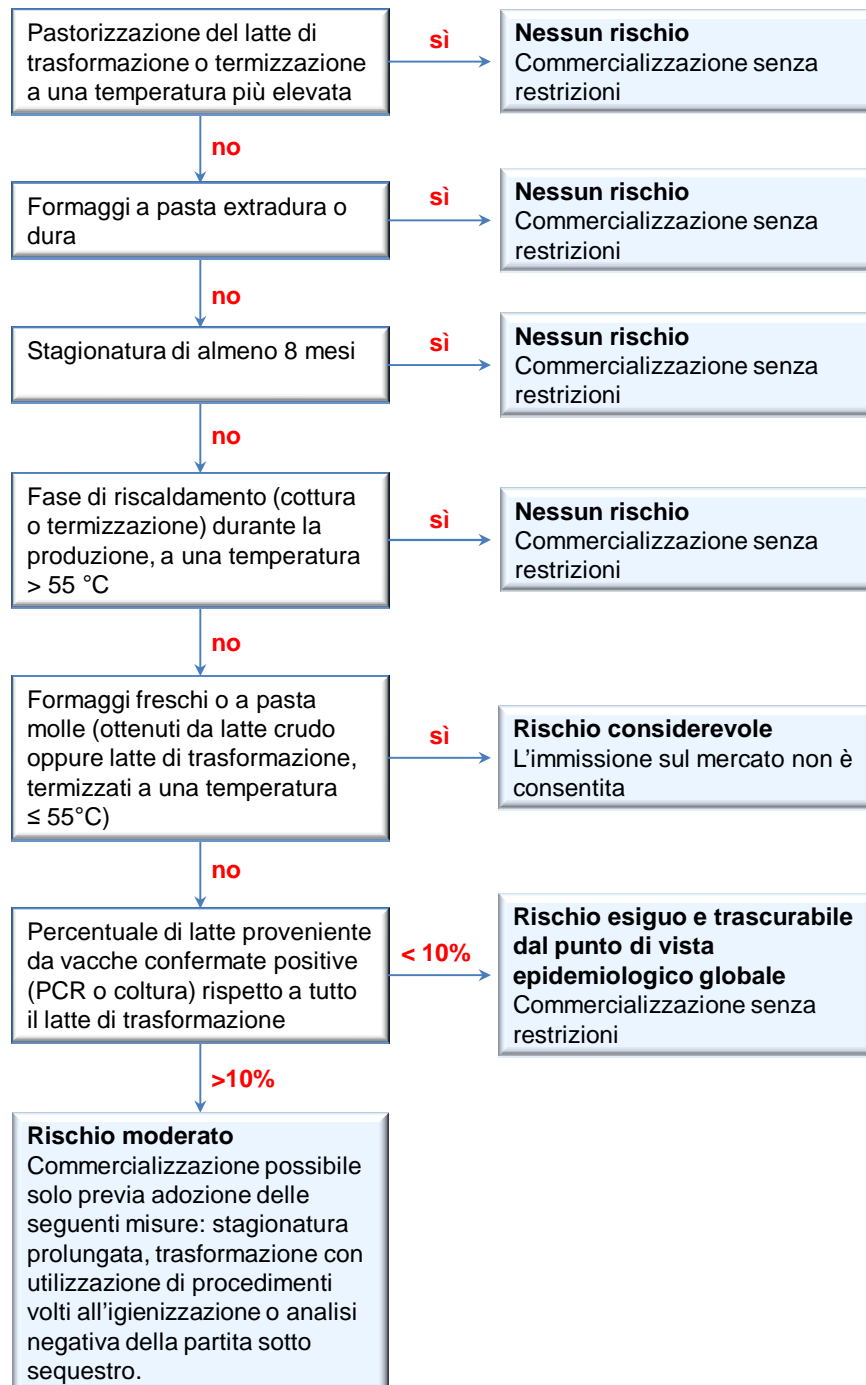 Pastorizzazione del latte di
trasformazione o termizzazione
a una temperatura più elevata
sì
Nessun rischio
Commercializzazione senza
restrizioni
no
Formaggi a pasta extradura o
dura
sì
Nessun rischio
Commercializzazione senza
restrizioni
no
Stagionatura di almeno 8 mesi
sì
Nessun rischio
Commercializzazione senza
restrizioni
no
Fase di riscaldamento (cottura
o termizzazione) durante la
produzione, a una temperatura
> 55 °C
sì
Nessun rischio
Commercializzazione senza
restrizioni
no
Formaggi freschi o a pasta
molle (ottenuti da latte crudo
oppure latte di trasformazione,
termizzati a una temperatura
≤ 55°C)
sì
Rischio considerevole
L'immissione sul mercato non è
consentita
no
Percentuale di latte proveniente
da vacche confermate positive
(PCR o coltura) rispetto a tutto
il latte di trasformazione
< 10%
Rischio esiguo e trascurabile
dal punto di vista
epidemiologico globale
Commercializzazione senza
restrizioni
>10%
Rischio moderato
Commercializzazione possibile
solo previa adozione delle
seguenti misure: stagionatura
prolungata, trasformazione con
utilizzazione di procedimenti
volti all'igienizzazione o analisi
negativa della partita sotto
sequestro.